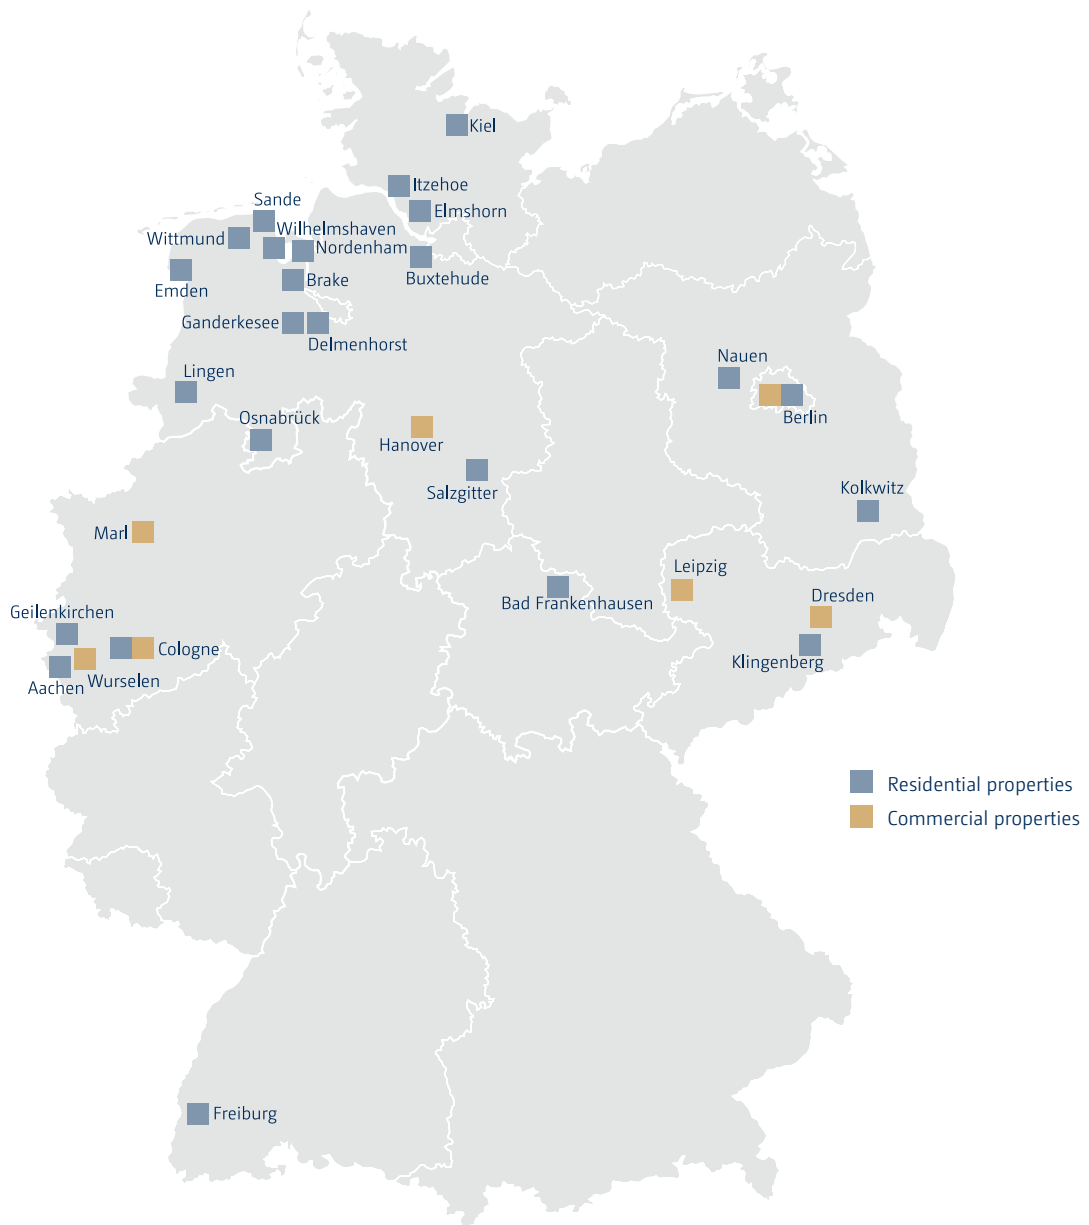 Kiel
Itzehoe
Sande
Elmshorn
Wilhelmshaven
Wittmund
Nordenham
Buxtehude
Brake
Emden
Ganderkesee
Delmenhorst
Nauen
Lingen
Osnabrück
Berlin
Hanover
Salzgitter
Kolkwitz
Marl
Leipzig
Dresden
Bad Frankenhausen
Geilenkirchen
Cologne
Klingenberg
Wurselen
Aachen
Residential properties
Commercial properties
Freiburg